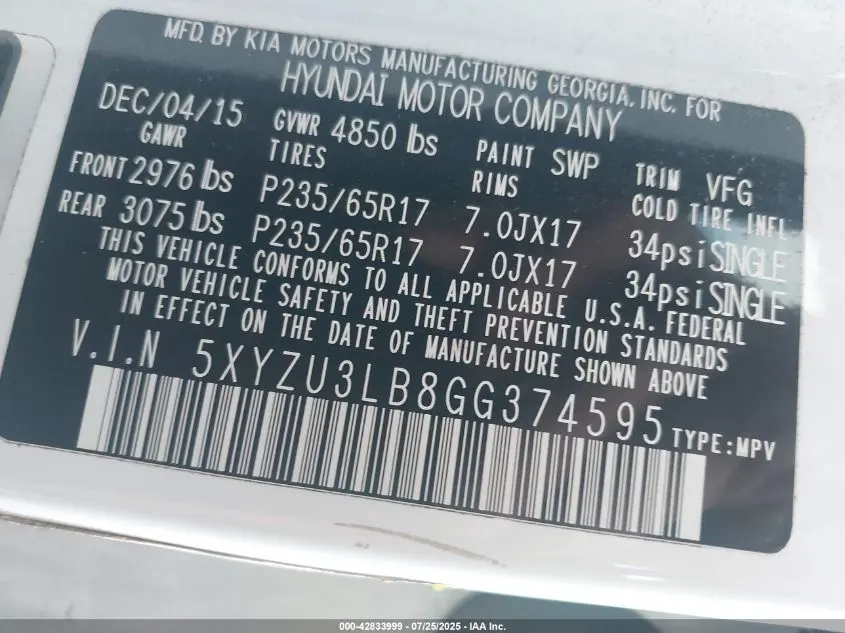 MFD. BY KIA MOTORS MANUFACTURING GEORGIA, INC. FOR
HYUNDAI MOTOR COMPANY
DEC/04/15 GVWR 4850 lbs PAINT SWP TRIM VFG
GAWR TIRES RIMS COLD TIRE INFL
FRONT 2976 lbs P235/65R17 7.0JX17 34psi SINGLE
REAR 3075 lbs P235/65R17 7.0JX17 34psi SINGLE
THIS VEHICLE CONFORMS TO ALL APPLICABLE U.S.A. FEDERAL
MOTOR VEHICLE SAFETY AND THEFT PREVENTION STANDARDS
IN EFFECT ON THE DATE OF MANUFACTURE SHOWN ABOVE
V.I.N 5XYZU3LB8GG374595 TYPE:MPV
000-42833999 - 07/25/2025 - IAA Inc.